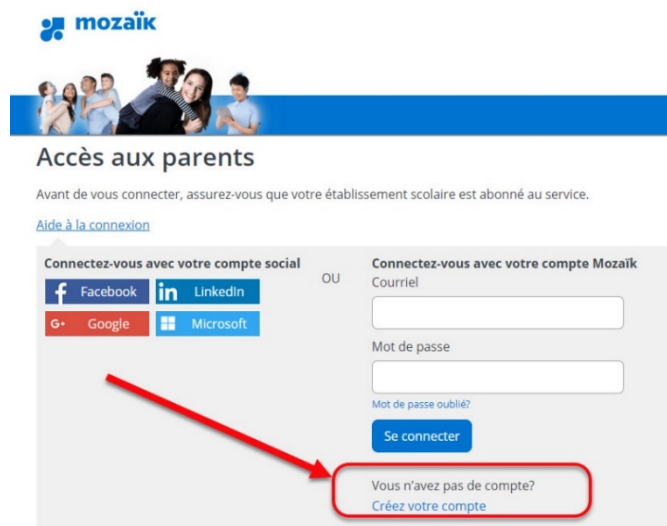 mozaïk
Accès aux parents
Avant de vous connecter, assurez-vous que votre établissement scolaire est abonné au service.
Aide à la connexion
Connectez-vous avec votre compte social
f Facebook
in LinkedIn
G+ Google
Microsoft
OU
Connectez-vous avec votre compte Mozaïk
Courriel
Mot de passe
Mot de passe oublié?
Se connecter
Vous n'avez pas de compte?
Créez votre compte